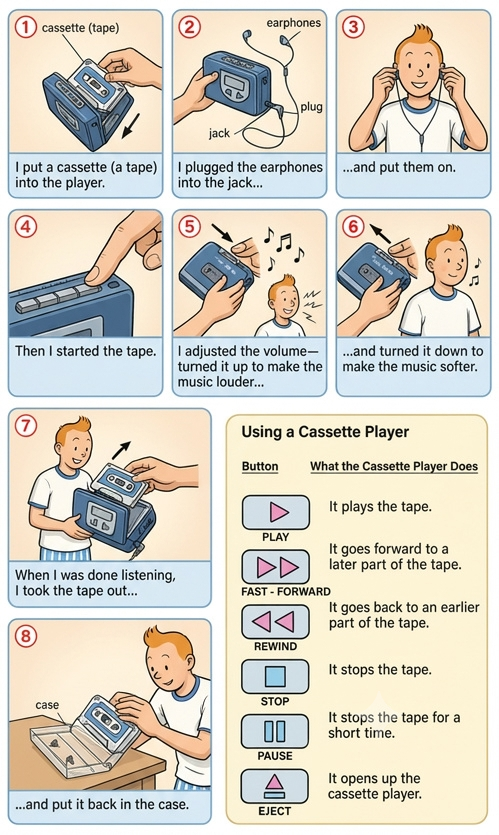 1
cassette (tape)
I put a cassette (a tape)
into the player.
2
earphones
plug
jack
I plugged the earphones
into the jack...
3
...and put them on.
4
Then I started the tape.
5
I adjusted the volume—
turned it up to make the
music louder...
6
...and turned it down to
make the music softer.
7
When I was done listening,
I took the tape out...
8
case
...and put it back in the case.
Using a Cassette Player
Button What the Cassette Player Does
PLAY It plays the tape.
FAST - FORWARD It goes forward to a
later part of the tape.
REWIND It goes back to an earlier
part of the tape.
STOP It stops the tape.
PAUSE It stops the tape for a
short time.
EJECT It opens up the
cassette player.